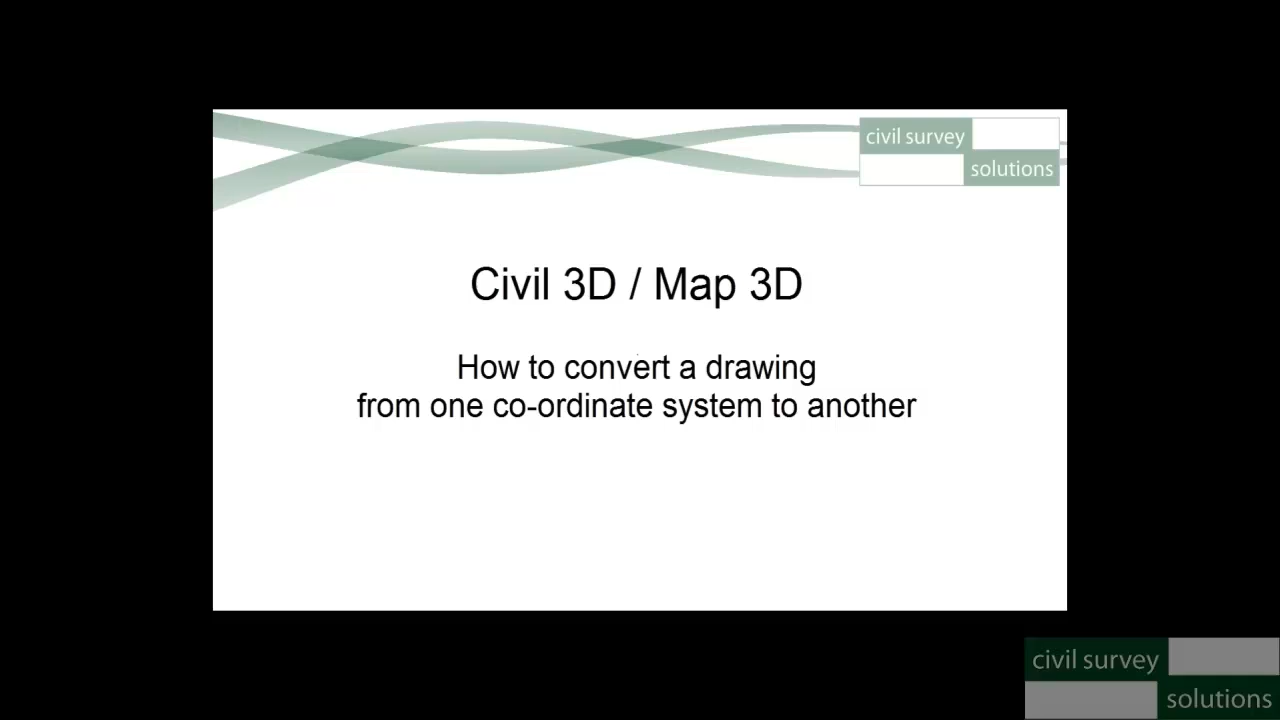 civil survey
solutions
Civil 3D / Map 3D
How to convert a drawing
from one co-ordinate system to another
civil survey
solutions